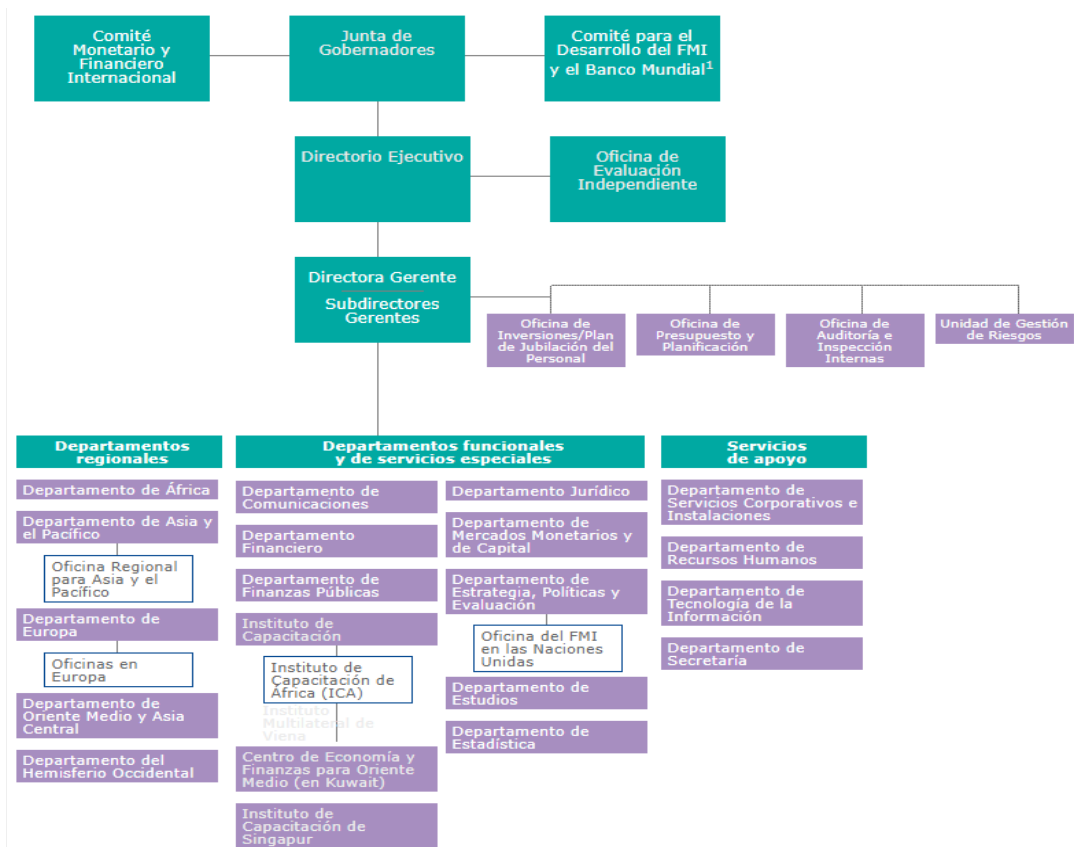 Comité
Monetario y
Financiero
Internacional
Junta de
Gobernadores
Comité para el
Desarrollo del FMI
y el Banco Mundial¹
Directorio Ejecutivo
Oficina de
Evaluación
Independiente
Directora Gerente
Subdirectores
Gerentes
Oficina de
Inversiones/Plan
de Jubilación del
Personal
Oficina de
Presupuesto y
Planificación
Oficina de
Auditoría e
Inspección
Internas
Unidad de Gestión
de Riesgos
Departamentos
regionales
Departamento de África
Departamento de Asia y
el Pacífico
Oficina Regional
para Asia y el
Pacífico
Departamento de
Europa
Oficinas en
Europa
Departamento de
Oriente Medio y Asia
Central
Departamento del
Hemisferio Occidental
Departamentos funcionales
y de servicios especiales
Departamento de
Comunicaciones
Departamento
Financiero
Departamento de
Finanzas Públicas
Instituto de
Capacitación
Instituto de
Capacitación de
África (ICA)
Instituto
Multilateral de
Viena
Centro de Economía y
Finanzas para Oriente
Medio (en Kuwait)
Instituto de
Capacitación de
Singapur
Departamento Jurídico
Departamento de
Mercados Monetarios y
de Capital
Departamento de
Estrategia, Políticas y
Evaluación
Oficina del FMI
en las Naciones
Unidas
Departamento de
Estudios
Departamento de
Estadística
Servicios
de apoyo
Departamento de
Servicios Corporativos e
Instalaciones
Departamento de
Recursos Humanos
Departamento de
Tecnología de la
Información
Departamento de
Secretaría